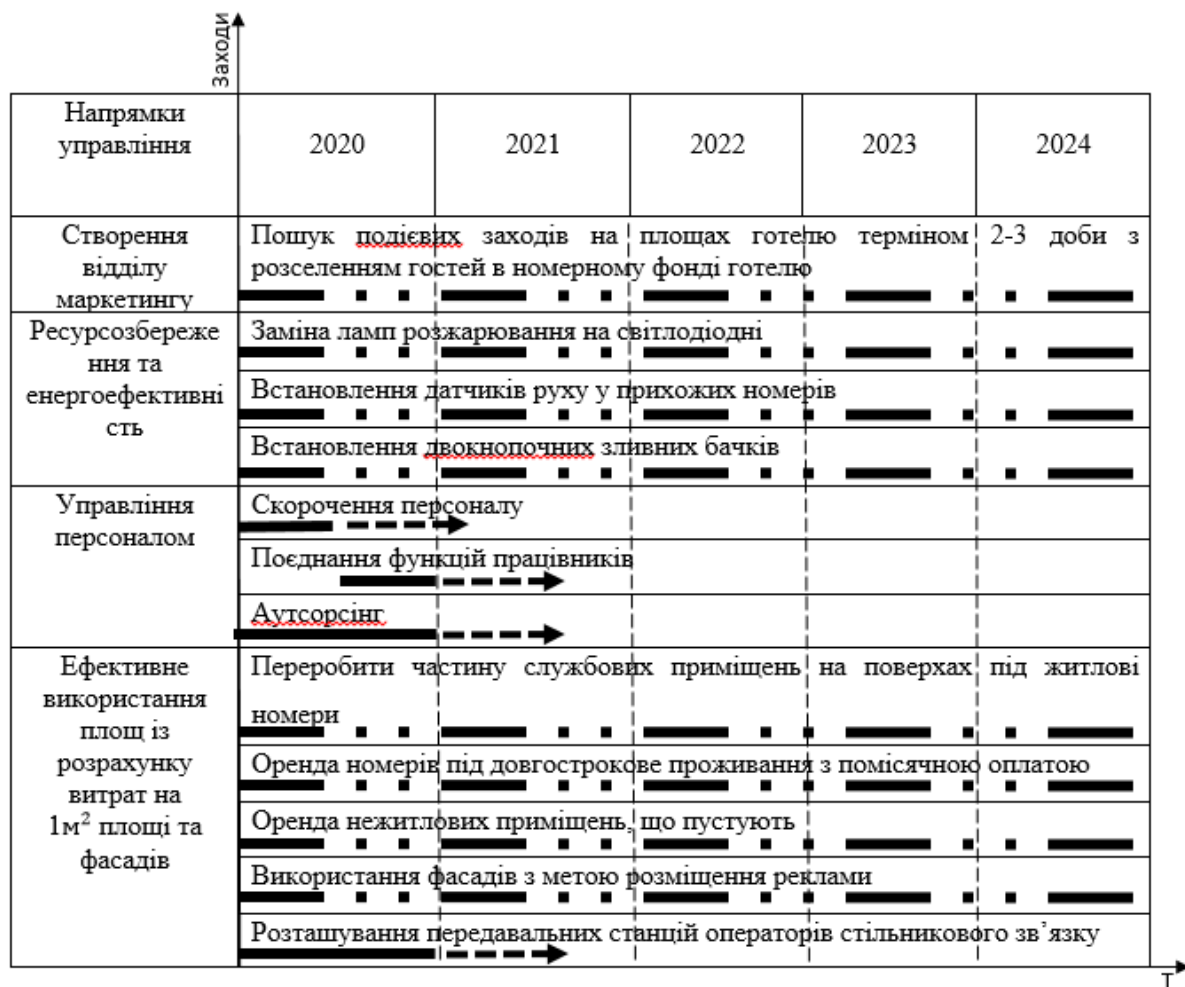 Заходи
Напрямки
управління
2020
2021
2022
2023
2024
Створення
відділу
маркетингу
Пошук подієвих заходів на площах готелю терміном 2-3 доби з
розселенням гостей в номерному фонді готелю
Ресурсозбереже
ння та
енергоефективні
сть
Заміна ламп розжарювання на світлодіодні
Встановлення датчиків руху у прихожих номерів
Встановлення двокнопочних зливних бачків
Управління
персоналом
Скорочення персоналу
Поєднання функцій працівників
Аутсорсінг
Ефективне
використання
площ із
розрахунку
витрат на
1м² площі та
фасадів
Переробити частину службових приміщень на поверхах під житлові
номери
Оренда номерів під довгострокове проживання з помісячною оплатою
Оренда нежитлових приміщень, що пустують
Використання фасадів з метою розміщення реклами
Розташування передавальних станцій операторів стільникового зв’язку
Т